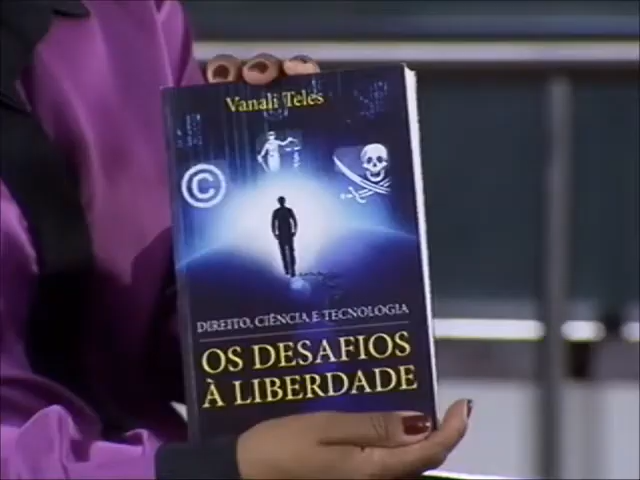 Vanali Teles
©
DIREITO, CIÊNCIA E TECNOLOGIA
OS DESAFIOS
À LIBERDADE